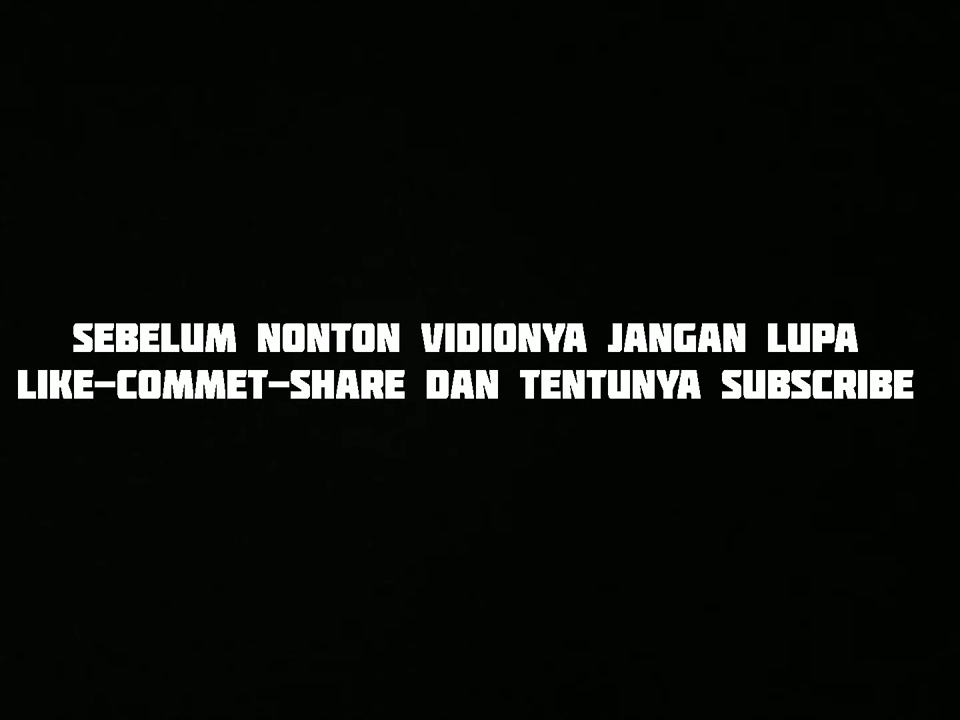 SEBELUM NONTON VIDIONYA JANGAN LUPA
LIKE-COMMET-SHARE DAN TENTUNYA SUBSCRIBE